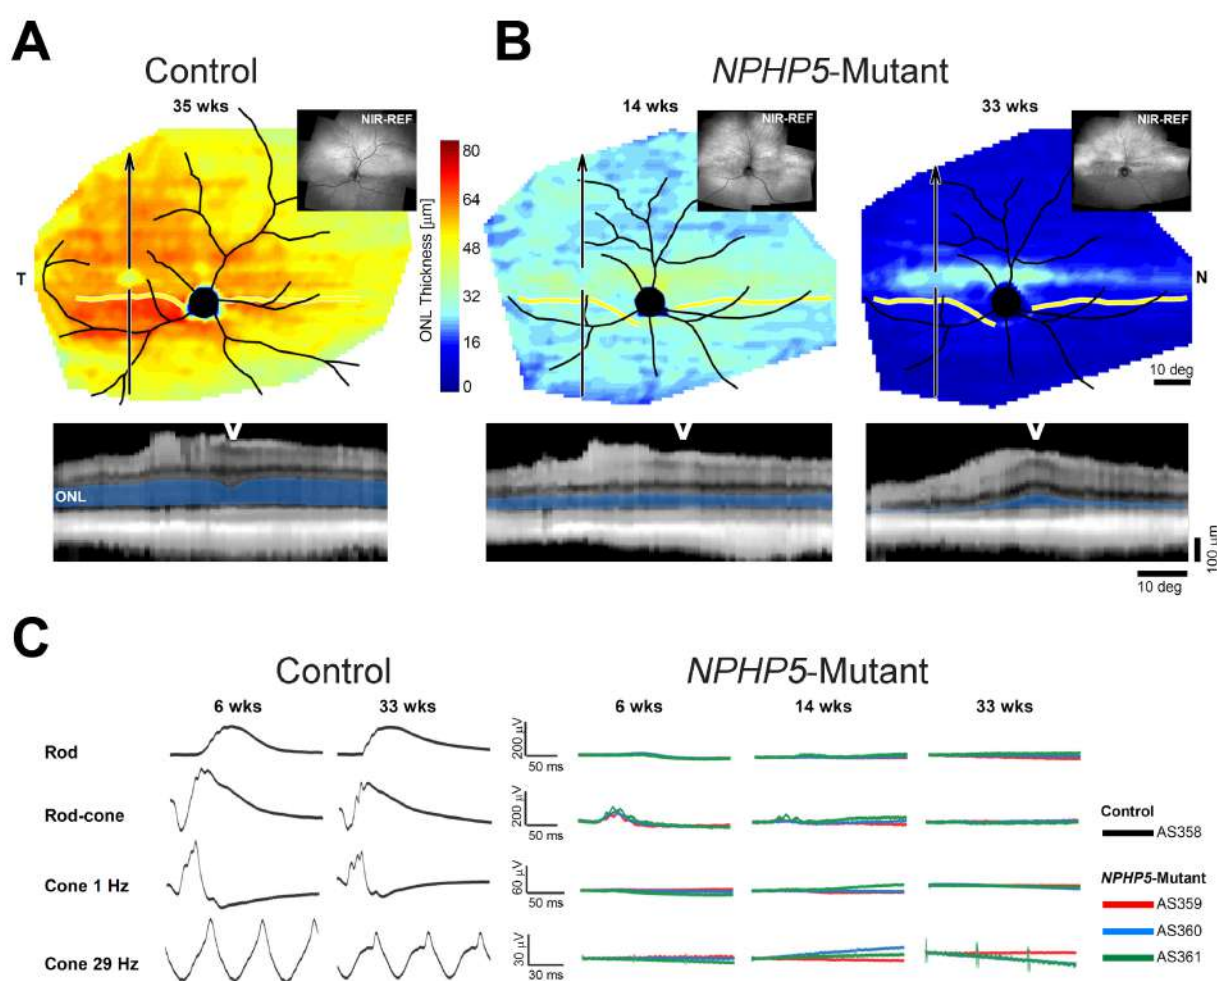 A
B
Control
NPHP5-Mutant
35 wks
14 wks
33 wks
NIR-REF
NIR-REF
NIR-REF
T
N
ONL Thickness [µm]
80
64
48
32
16
0
10 deg
ONL
100 µm
10 deg
C
Control
NPHP5-Mutant
6 wks
33 wks
6 wks
14 wks
33 wks
Rod
200 µV
50 ms
Rod-cone
200 µV
50 ms
Cone 1 Hz
60 µV
50 ms
Cone 29 Hz
30 µV
30 ms
Control
AS358
NPHP5-Mutant
AS359
AS360
AS361